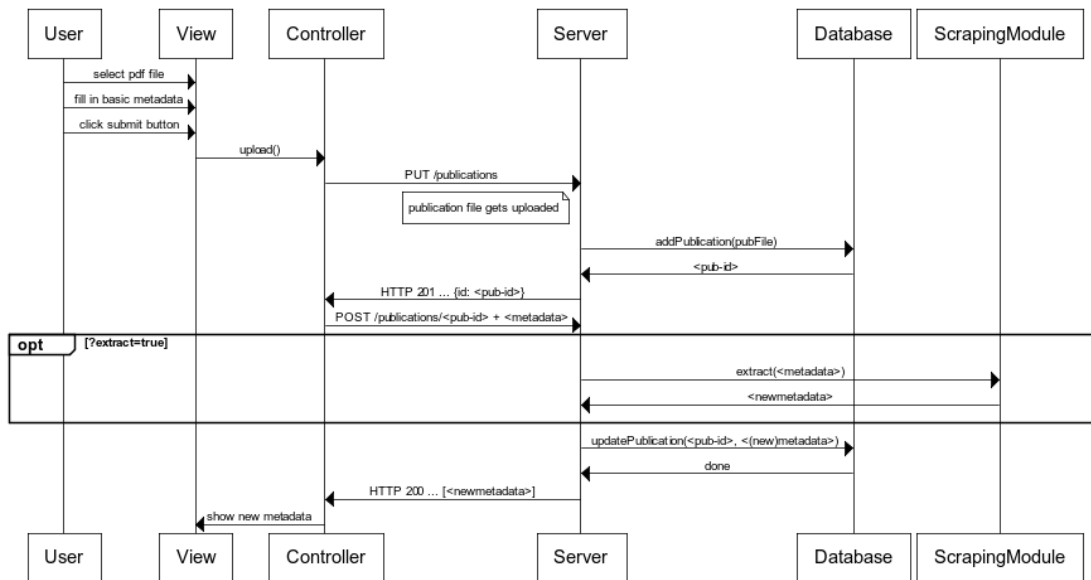 User View Controller Server Database ScrapingModule
select pdf file
fill in basic metadata
click submit button
upload()
PUT /publications
publication file gets uploaded
addPublication(pubFile)
<pub-id>
HTTP 201 ... {id: <pub-id>}
POST /publications/<pub-id> + <metadata>
opt [?extract=true]
extract(<metadata>)
<newmetadata>
updatePublication(<pub-id>, <(new)metadata>)
done
HTTP 200 ... [<newmetadata>]
show new metadata
User View Controller Server Database ScrapingModule